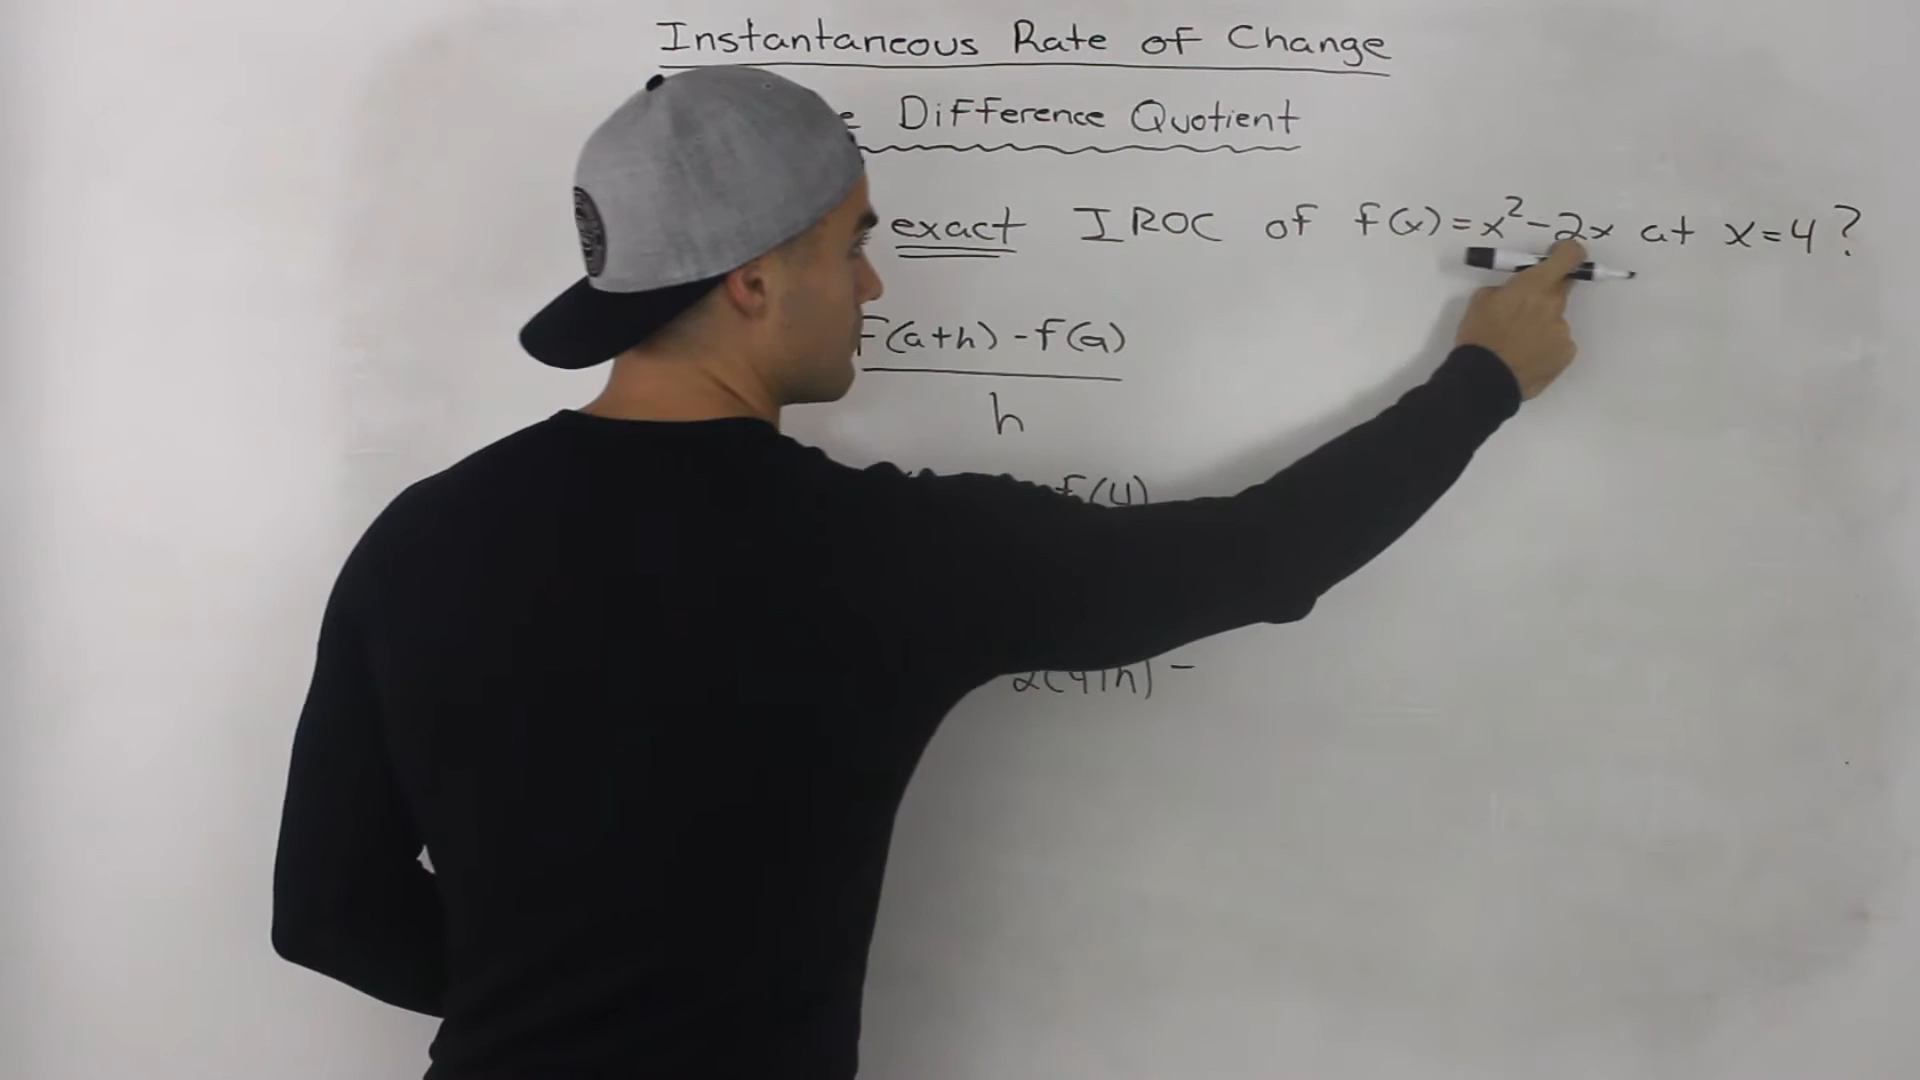 Instantaneous Rate of Change
Difference Quotient
exact IROC of f(x)=x²-2x at x=4?
f(a+h)-f(a)
h
f(4)
2(4+h) -